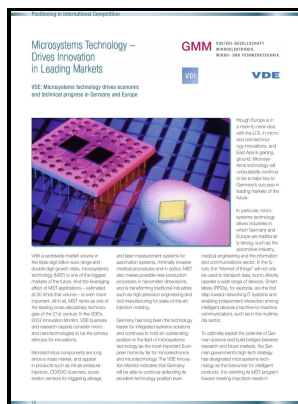 Positioning in International Competition
Microsystems Technology –
Drives Innovation
in Leading Markets
VDE: Microsystems technology drives economic
and technical progress in Germany and Europe
GMM
VDE/VDI-GESELLSCHAFT
MIKROELEKTRONIK,
MIKRO- UND FEINWERKTECHNIK
VDI
VDE
With a worldwide market volume in
the triple-digit billion-euro range and
double-digit growth rates, microsystems
technology (MST) is one of the biggest
markets of the future. And the leveraging
effect of MST applications – estimated
at 25 times that volume – is even more
important. All in all, MST ranks as one of
the leading cross-disciplinary technolo-
gies of the 21st century. In the VDE's
2007 Innovation Monitor, VDE business
and research experts consider micro
and nanotechnologies to be the primary
stimulus for innovations.
Microtechnical components long
since a mass market, and appear
in products such as ink-jet pressure
injectors, CD/DVD scanners, accel-
eration sensors for triggering airbags,
and laser measurement systems for
automation systems, minimally invasive
medical procedures and in optics. MST
also makes possible new production
processes in nanometer dimensions,
and is transforming traditional industries
such as high-precision engineering and
tool manufacturing for state-of-the-art
injection molding.
Germany has long been the technology
leader for integrated systems solutions
and continues to hold an outstanding
position in the field of microsystems
technology as the most important Euro-
pean home by far for microelectronics
and microtechnology. The VDE Innova-
tion Monitor indicates that Germany
will be able to continue defending its
excellent technology position even
though Europe is in
a neck-to-neck race
with the U.S. in micro
and nanotechnol-
ogy innovations, and
East Asia is gaining
ground. Microsys-
tems technology will
undoubtedly continue
to be a major key to
Germany's success in
leading markets of the
future.
In particular, micro-
systems technology
drives industries in
which Germany and
Europe are traditional-
ly strong, such as the
automotive industry,
medical engineering and the information
and communications sector. In the fu-
ture, the "Internet of things" will not only
be used to transport data, but to directly
operate a wide range of devices. Smart
labels (RFIDs), for example, are the first
step toward networking IT systems and
enabling independent interaction among
intelligent devices (machine-to-machine
communication), such as in the multime-
dia sector.
To optimally exploit the potential of Ger-
man science and build bridges between
research and future markets, the Ger-
man government's high-tech strategy
has designated microsystems techno-
logy as the forerunner for intelligent
products. It is orienting its MST program
toward meeting important needs in